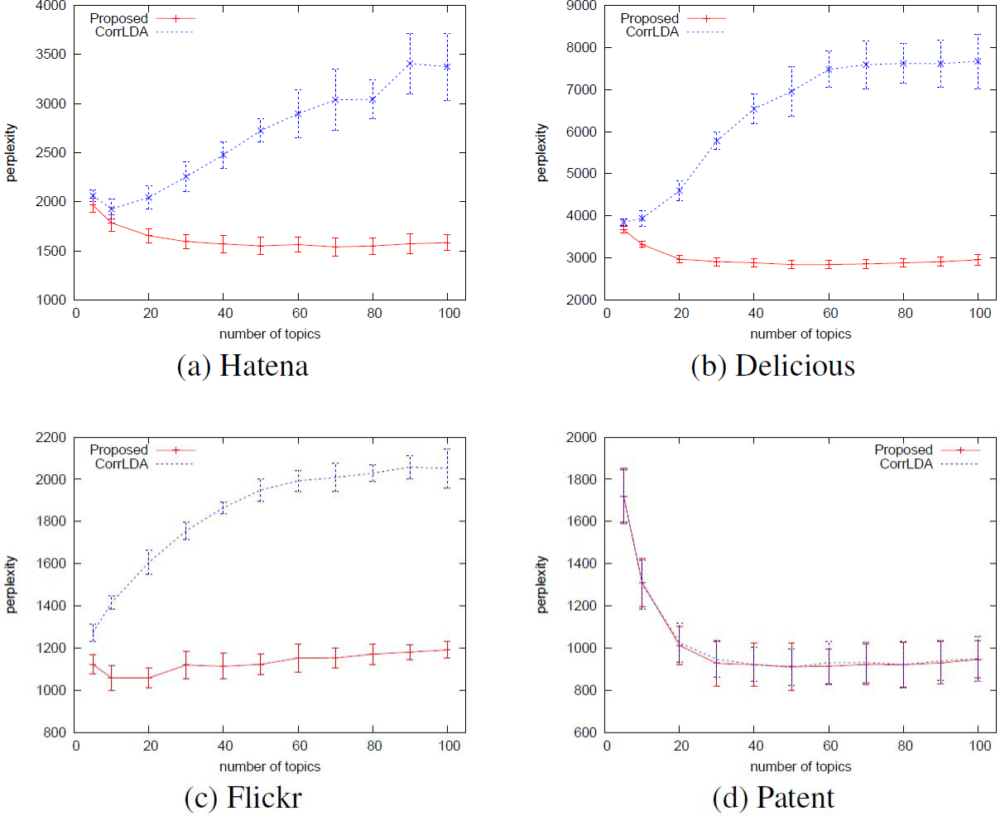 4000
3500
3000
2500
2000
1500
1000
perplexity
Proposed
CorrLDA
0 20 40 60 80 100
number of topics
(a) Hatena
9000
8000
7000
6000
5000
4000
3000
2000
perplexity
Proposed
CorrLDA
0 20 40 60 80 100
number of topics
(b) Delicious
2200
2000
1800
1600
1400
1200
1000
800
perplexity
Proposed
CorrLDA
0 20 40 60 80 100
number of topics
(c) Flickr
2000
1800
1600
1400
1200
1000
800
600
perplexity
Proposed
CorrLDA
0 20 40 60 80 100
number of topics
(d) Patent